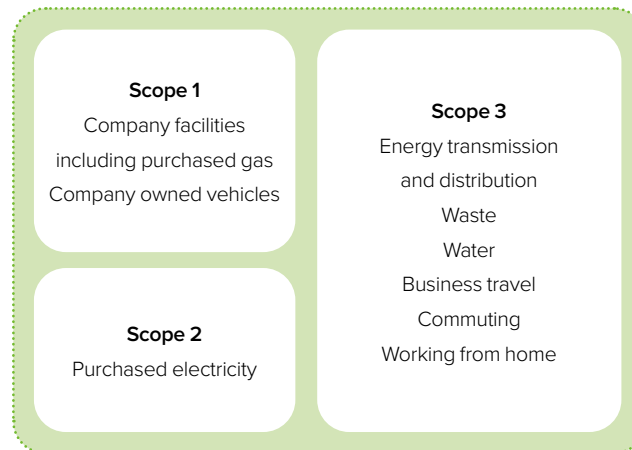 Scope 1
Company facilities
including purchased gas
Company owned vehicles
Scope 2
Purchased electricity
Scope 3
Energy transmission
and distribution
Waste
Water
Business travel
Commuting
Working from home